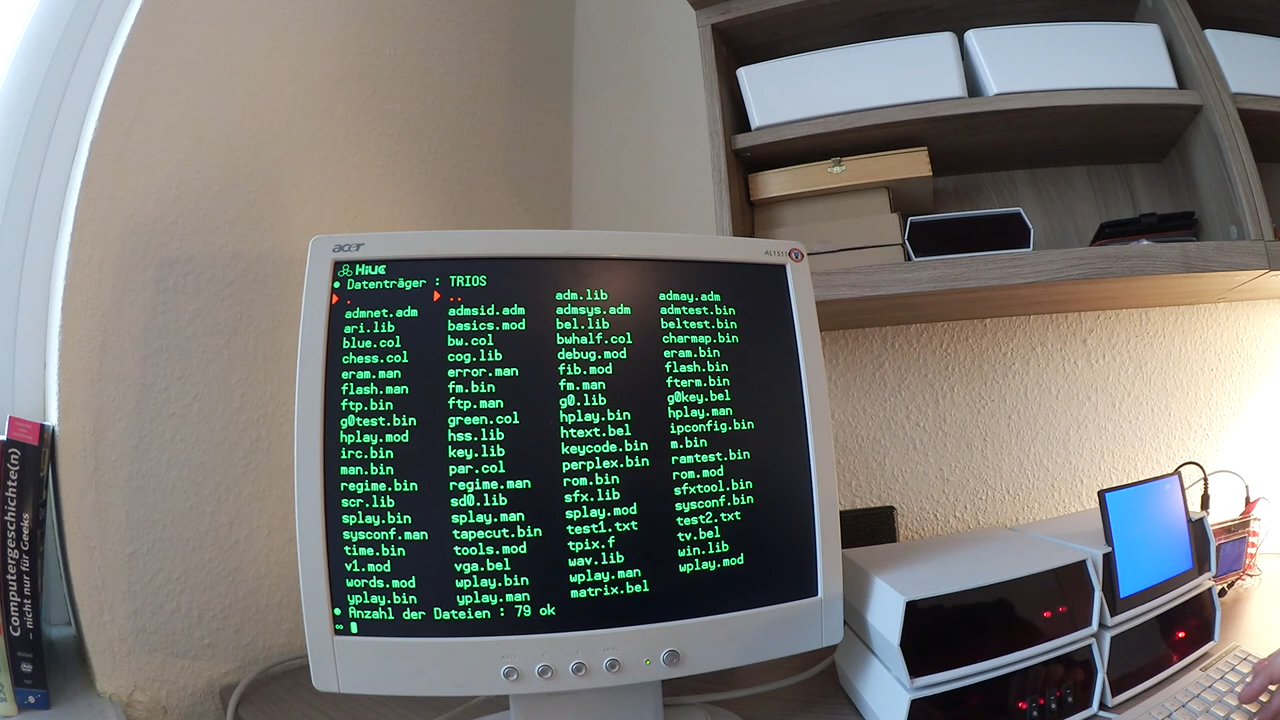 acer
AL1511
Hive
Datenträger : TRIOS
. .. adm.lib admay.adm
admnet.adm admsid.adm admsys.adm admtest.bin
ari.lib basics.mod bel.lib beltest.bin
blue.col bw.col bwhalf.col charmap.bin
chess.col cog.lib debug.mod eram.bin
eram.man error.man fib.mod flash.bin
flash.man fm.bin fm.man fterm.bin
ftp.bin ftp.man g0.lib g0key.bel
g0test.bin green.col hplay.bin hplay.man
hplay.mod hss.lib htext.bel ipconfig.bin
irc.bin key.lib keycode.bin m.bin
man.bin par.col perplex.bin ramtest.bin
regime.bin regime.man rom.bin rom.mod
scr.lib sd0.lib sfx.lib sfxtool.bin
splay.bin splay.man splay.mod sysconf.bin
sysconf.man tapecut.bin test1.txt test2.txt
time.bin tools.mod tpix.f tv.bel
v1.mod vga.bel wav.lib win.lib
words.mod wplay.bin wplay.man wplay.mod
yplay.bin yplay.man matrix.bel
Anzahl der Dateien : 79 ok
Computergeschichte(n)
- nicht nur für Geeks